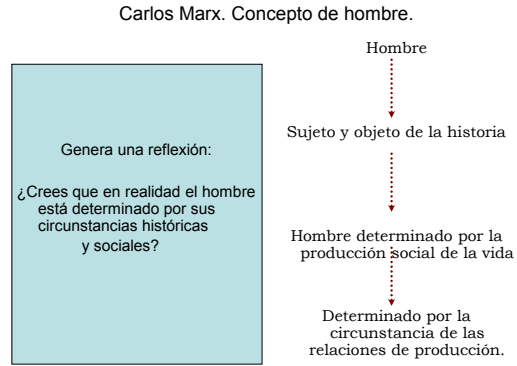 Carlos Marx. Concepto de hombre.
Genera una reflexión:
¿Crees que en realidad el hombre
está determinado por sus
circunstancias históricas
y sociales?
Hombre
Sujeto y objeto de la historia
Hombre determinado por la
producción social de la vida
Determinado por la
circunstancia de las
relaciones de producción.